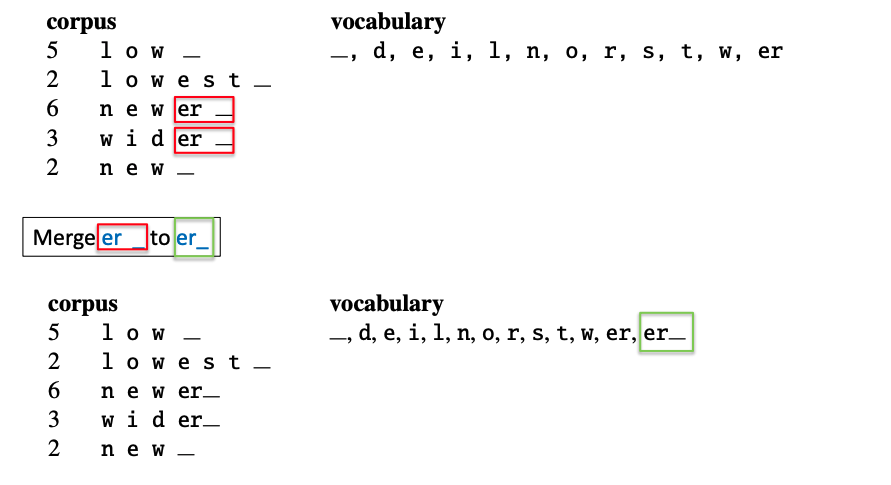 corpus vocabulary
5 l o w _ _, d, e, i, l, n, o, r, s, t, w, er
2 l o w e s t _
6 n e w er _
3 w i d er _
2 n e w _
Merge er _ to er_
corpus vocabulary
5 l o w _ _, d, e, i, l, n, o, r, s, t, w, er, er_
2 l o w e s t _
6 n e w er_
3 w i d er_
2 n e w _